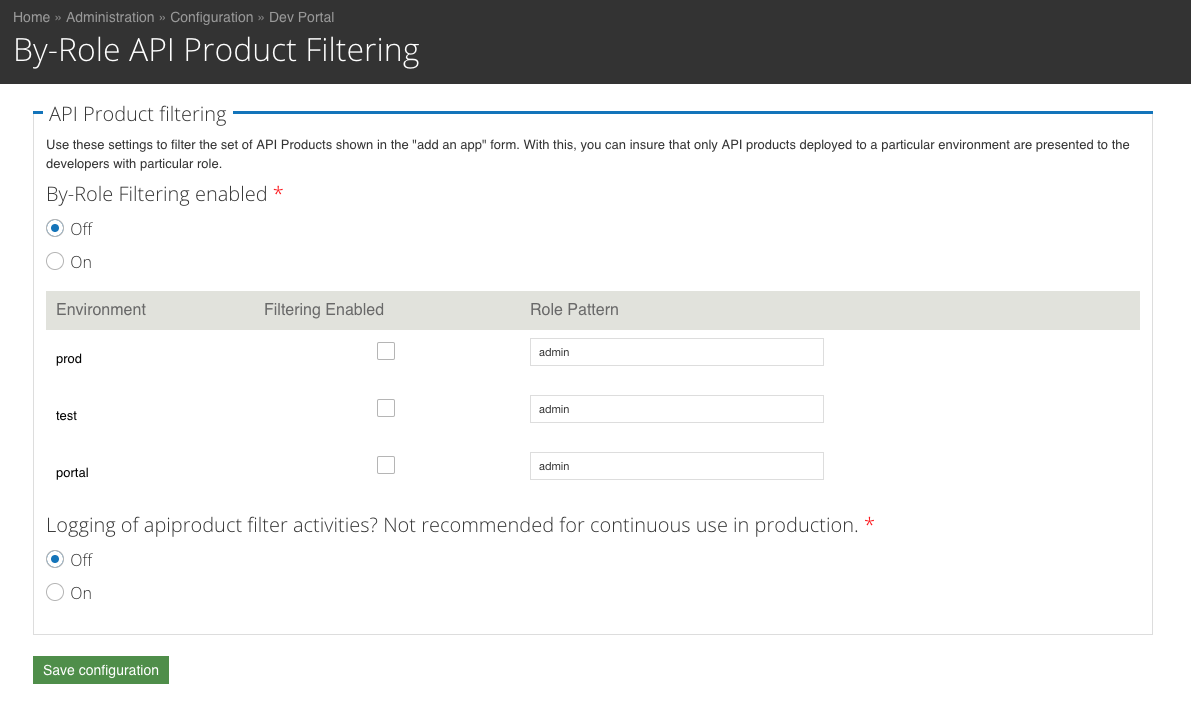 Home » Administration » Configuration » Dev Portal
By-Role API Product Filtering
API Product filtering
Use these settings to filter the set of API Products shown in the "add an app" form. With this, you can insure that only API products deployed to a particular environment are presented to the
developers with particular role.
By-Role Filtering enabled *
Off
On
Environment Filtering Enabled Role Pattern
prod admin
test admin
portal admin
Logging of apiproduct filter activities? Not recommended for continuous use in production. *
Off
On
Save configuration